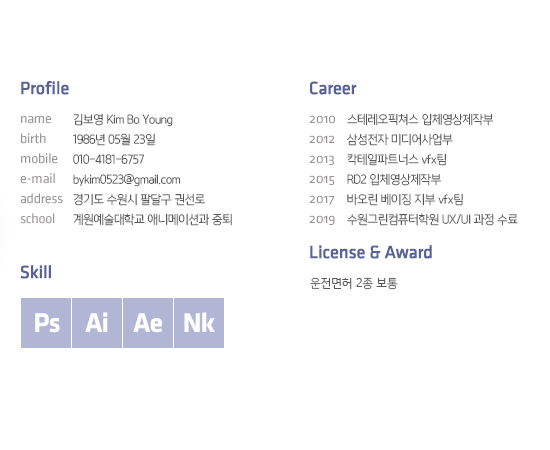 Profile
name 김보영 Kim Bo Young
birth 1986년 05월 23일
mobile 010-4181-6757
e-mail bykim0523@gmail.com
address 경기도 수원시 팔달구 권선로
school 계원예술대학교 애니메이션과 중퇴
Skill
Ps Ai Ae Nk
Career
2010 스테레오픽쳐스 입체영상제작부
2012 삼성전자 미디어사업부
2013 칵테일파트너스 vfx팀
2015 RD2 입체영상제작부
2017 바오린 베이징 지부 vfx팀
2019 수원그린컴퓨터학원 UX/UI 과정 수료
License & Award
운전면허 2종 보통